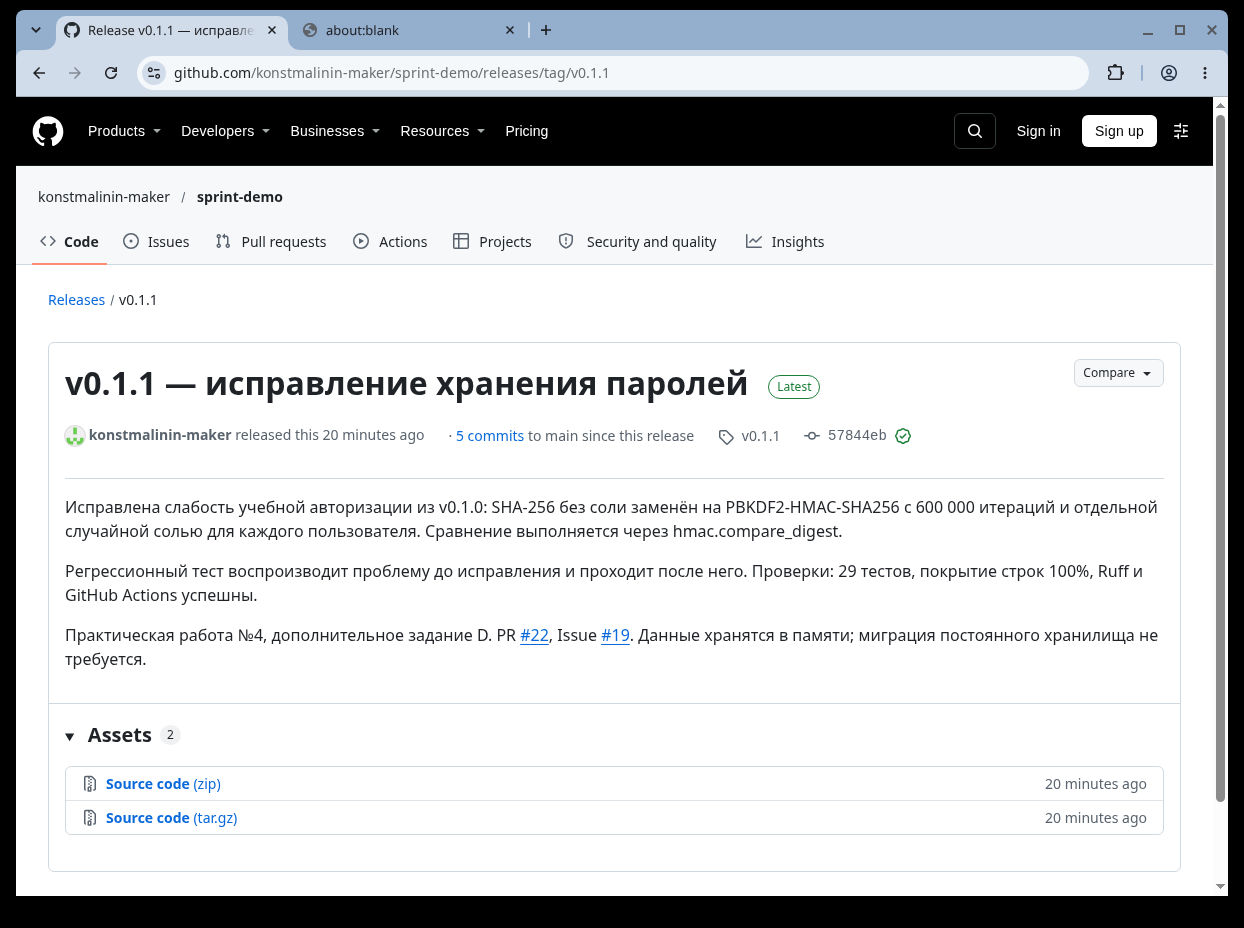 Release v0.1.1 — исправле
about:blank
github.com/konstmalinin-maker/sprint-demo/releases/tag/v0.1.1
Products Developers Businesses Resources Pricing Sign in Sign up
konstmalinin-maker / sprint-demo
Code Issues Pull requests Actions Projects Security and quality Insights
Releases / v0.1.1
v0.1.1 — исправление хранения паролей Latest Compare
konstmalinin-maker released this 20 minutes ago · 5 commits to main since this release v0.1.1 57844eb
Исправлена слабость учебной авторизации из v0.1.0: SHA-256 без соли заменён на PBKDF2-HMAC-SHA256 с 600 000 итераций и отдельной
случайной солью для каждого пользователя. Сравнение выполняется через hmac.compare_digest.
Регрессионный тест воспроизводит проблему до исправления и проходит после него. Проверки: 29 тестов, покрытие строк 100%, Ruff и
GitHub Actions успешны.
Практическая работа №4, дополнительное задание D. PR #22, Issue #19. Данные хранятся в памяти; миграция постоянного хранилища не
требуется.
Assets 2
Source code (zip) 20 minutes ago
Source code (tar.gz) 20 minutes ago